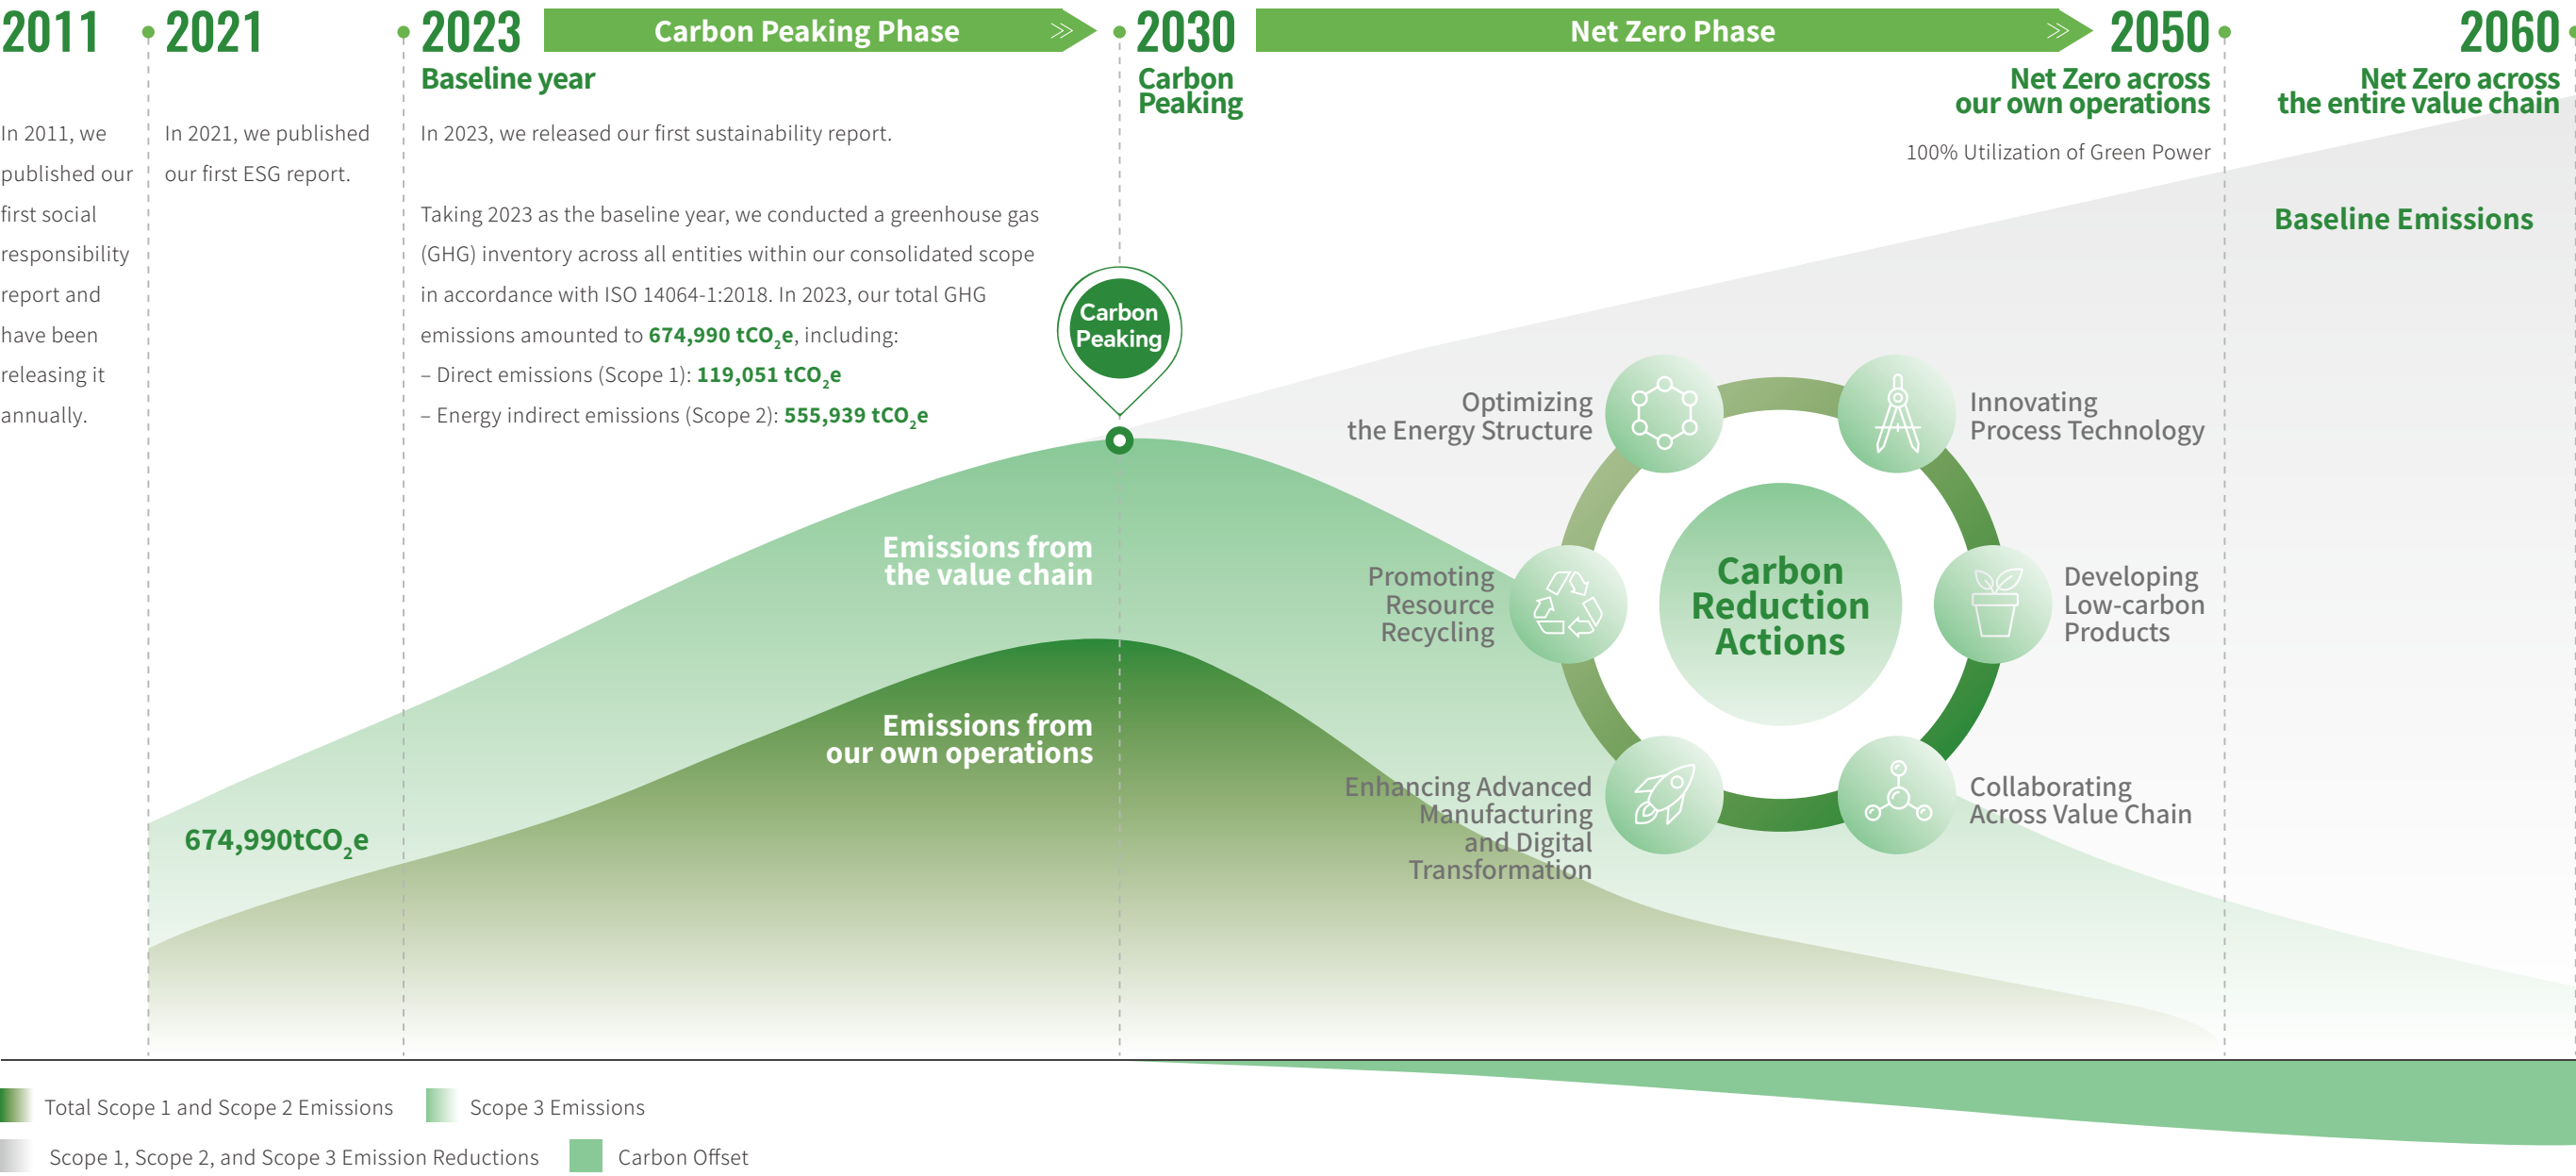 2011
In 2011, we
published our
first social
responsibility
report and
have been
releasing it
annually.
2021
In 2021, we published
our first ESG report.
2023
Baseline year
In 2023, we released our first sustainability report.
Taking 2023 as the baseline year, we conducted a greenhouse gas
(GHG) inventory across all entities within our consolidated scope
in accordance with ISO 14064-1:2018. In 2023, our total GHG
emissions amounted to 674,990 tCO₂e, including:
– Direct emissions (Scope 1): 119,051 tCO₂e
– Energy indirect emissions (Scope 2): 555,939 tCO₂e
Carbon Peaking Phase
2030
Carbon
Peaking
Net Zero Phase
2050
Net Zero across
our own operations
100% Utilization of Green Power
2060
Net Zero across
the entire value chain
Baseline Emissions
Carbon
Peaking
Emissions from
the value chain
Emissions from
our own operations
674,990tCO₂e
Optimizing
the Energy Structure
Innovating
Process Technology
Promoting
Resource
Recycling
Carbon
Reduction
Actions
Developing
Low-carbon
Products
Enhancing Advanced
Manufacturing
and Digital
Transformation
Collaborating
Across Value Chain
Total Scope 1 and Scope 2 Emissions
Scope 3 Emissions
Scope 1, Scope 2, and Scope 3 Emission Reductions
Carbon Offset